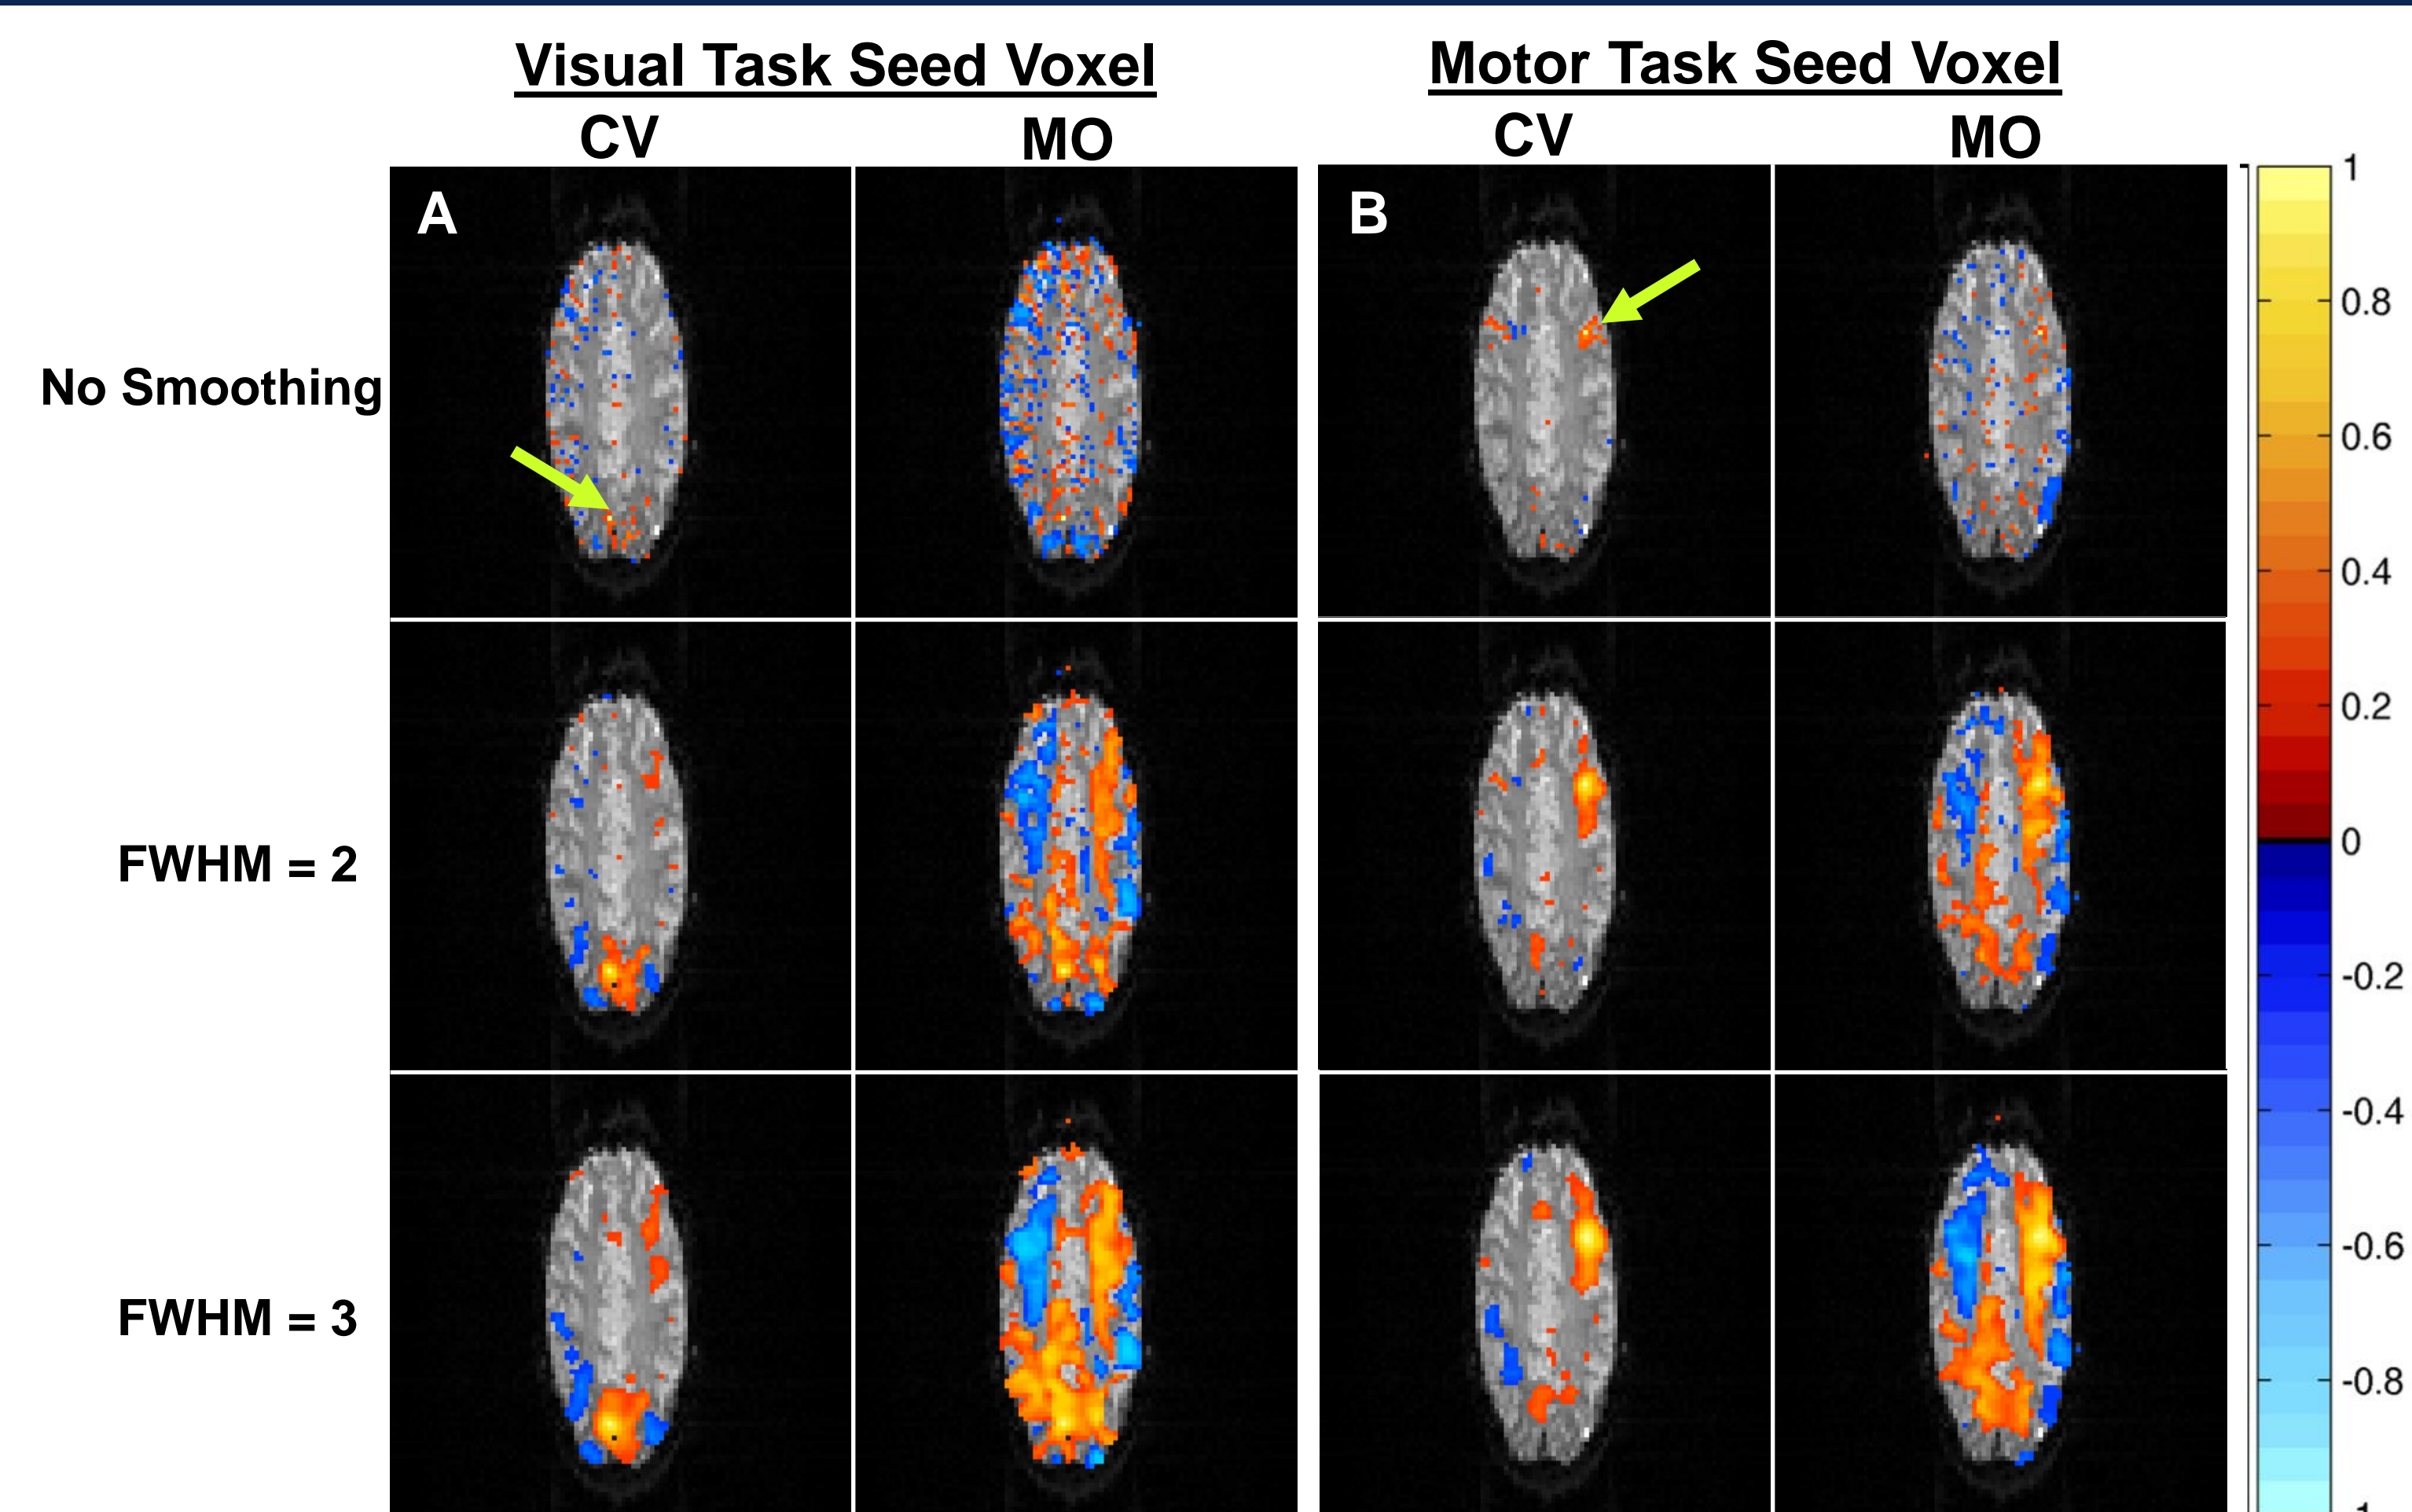 Visual Task Seed Voxel
Motor Task Seed Voxel
CV
MO
CV
MO
A
B
No Smoothing
FWHM = 2
FWHM = 3
1
0.8
0.6
0.4
0.2
0
-0.2
-0.4
-0.6
-0.8